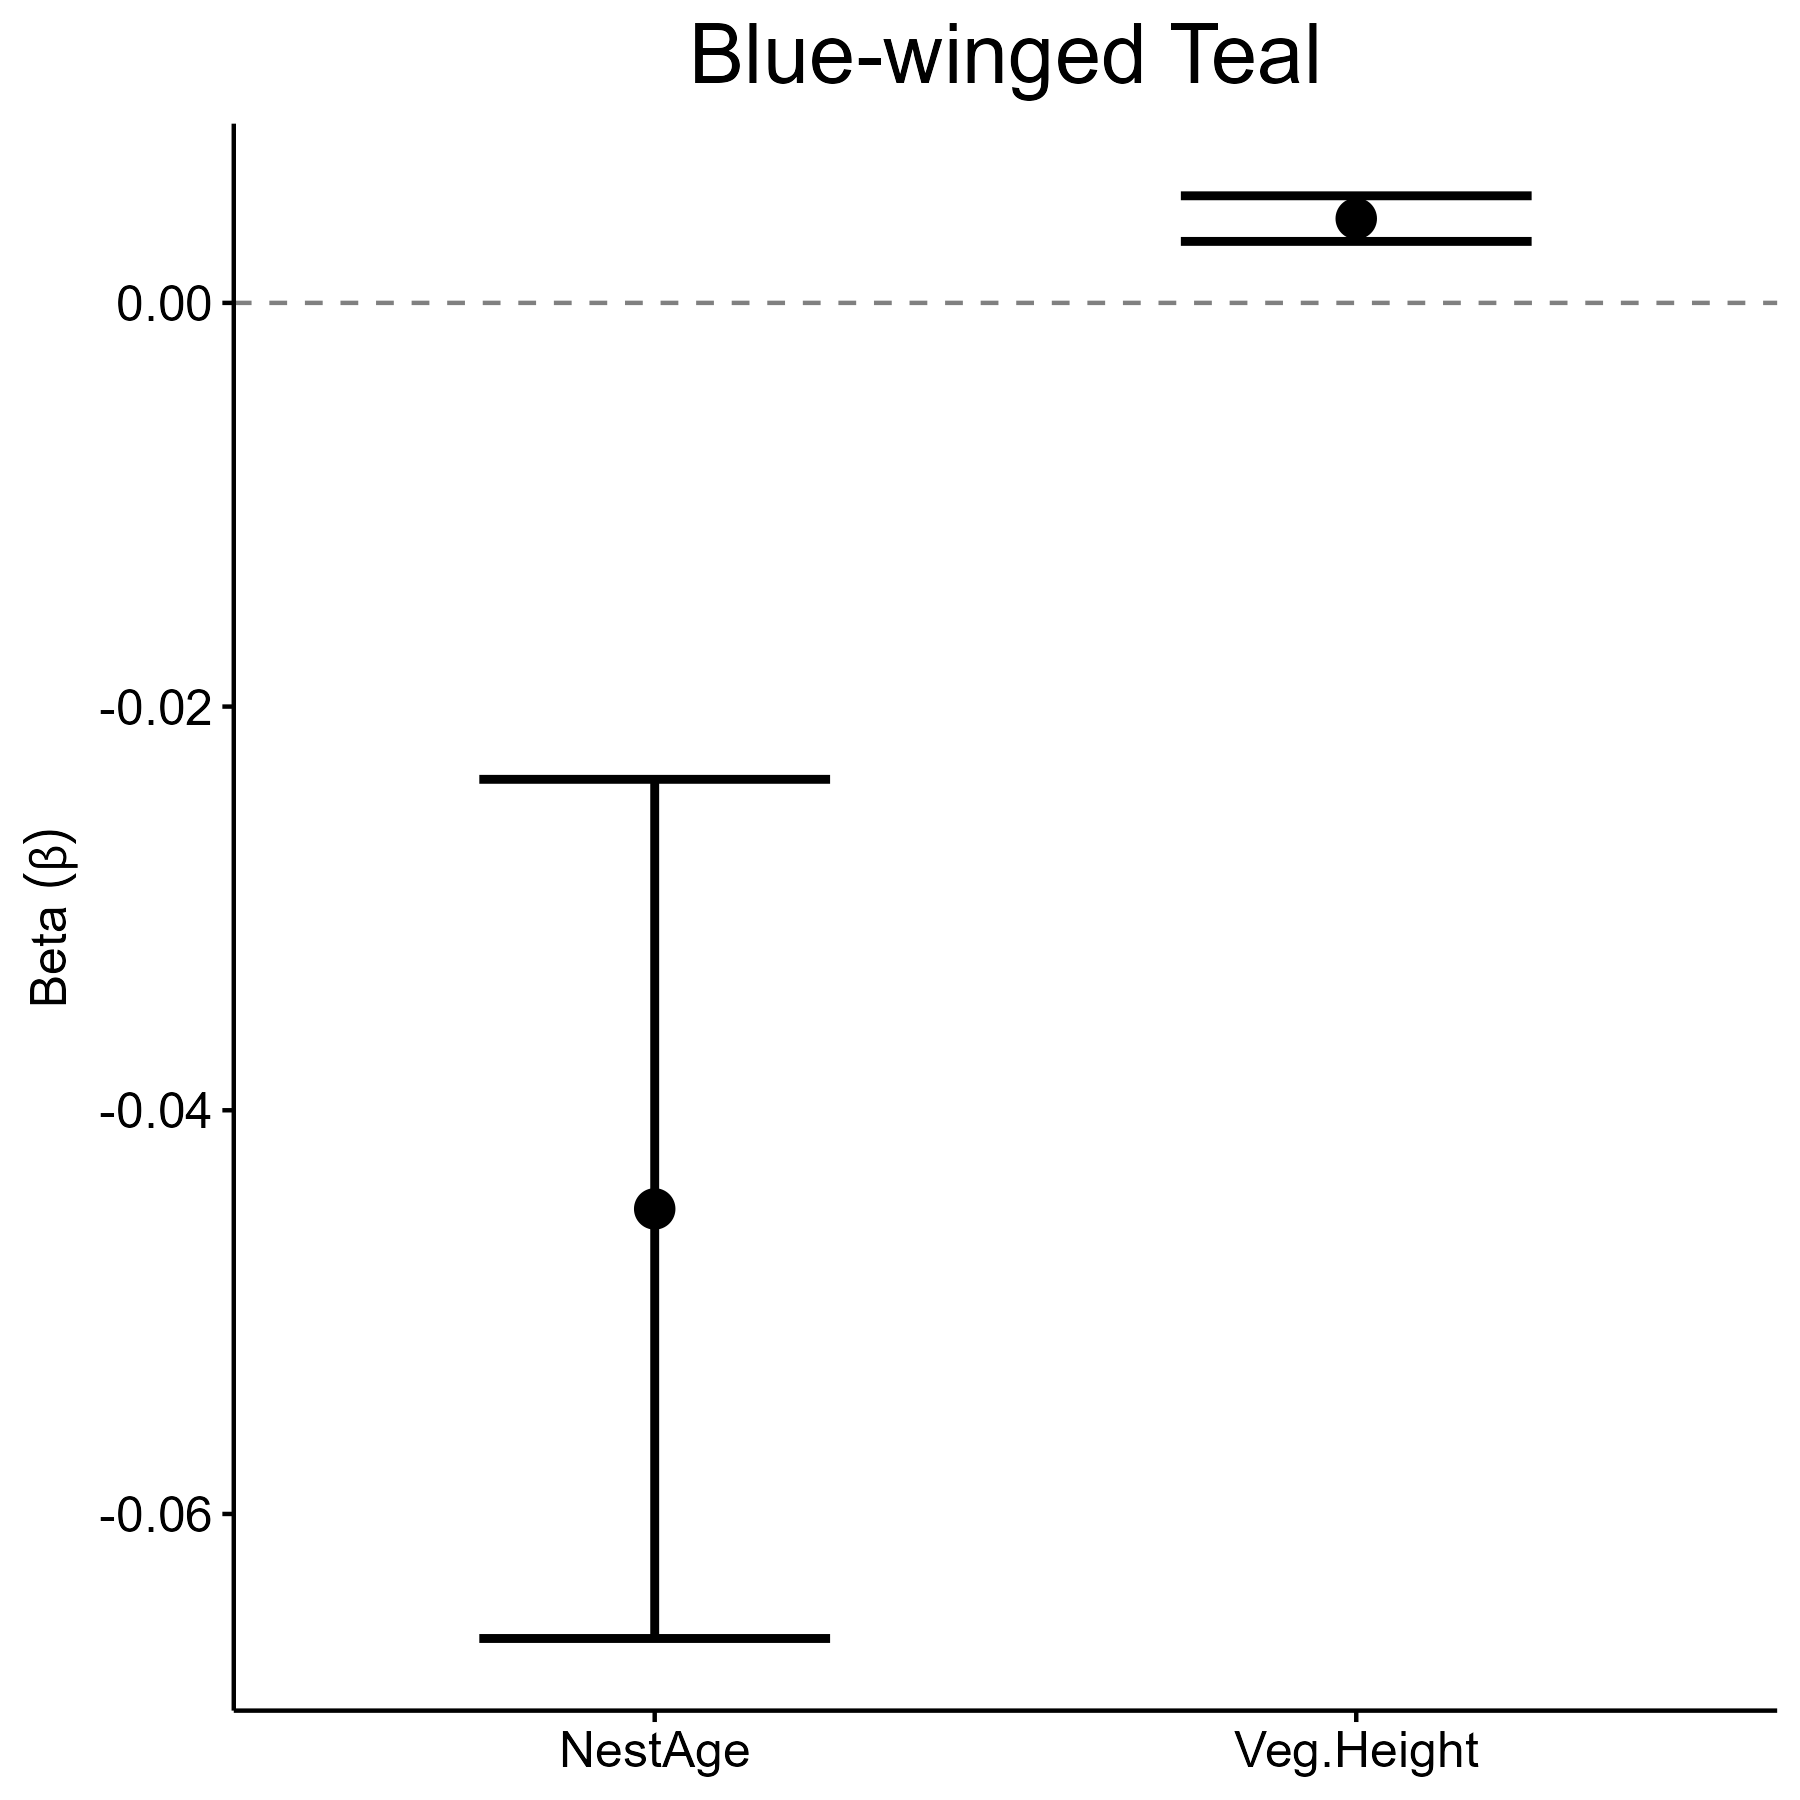 Blue-winged Teal
Beta (β)
0.00
-0.02
-0.04
-0.06
NestAge
Veg.Height